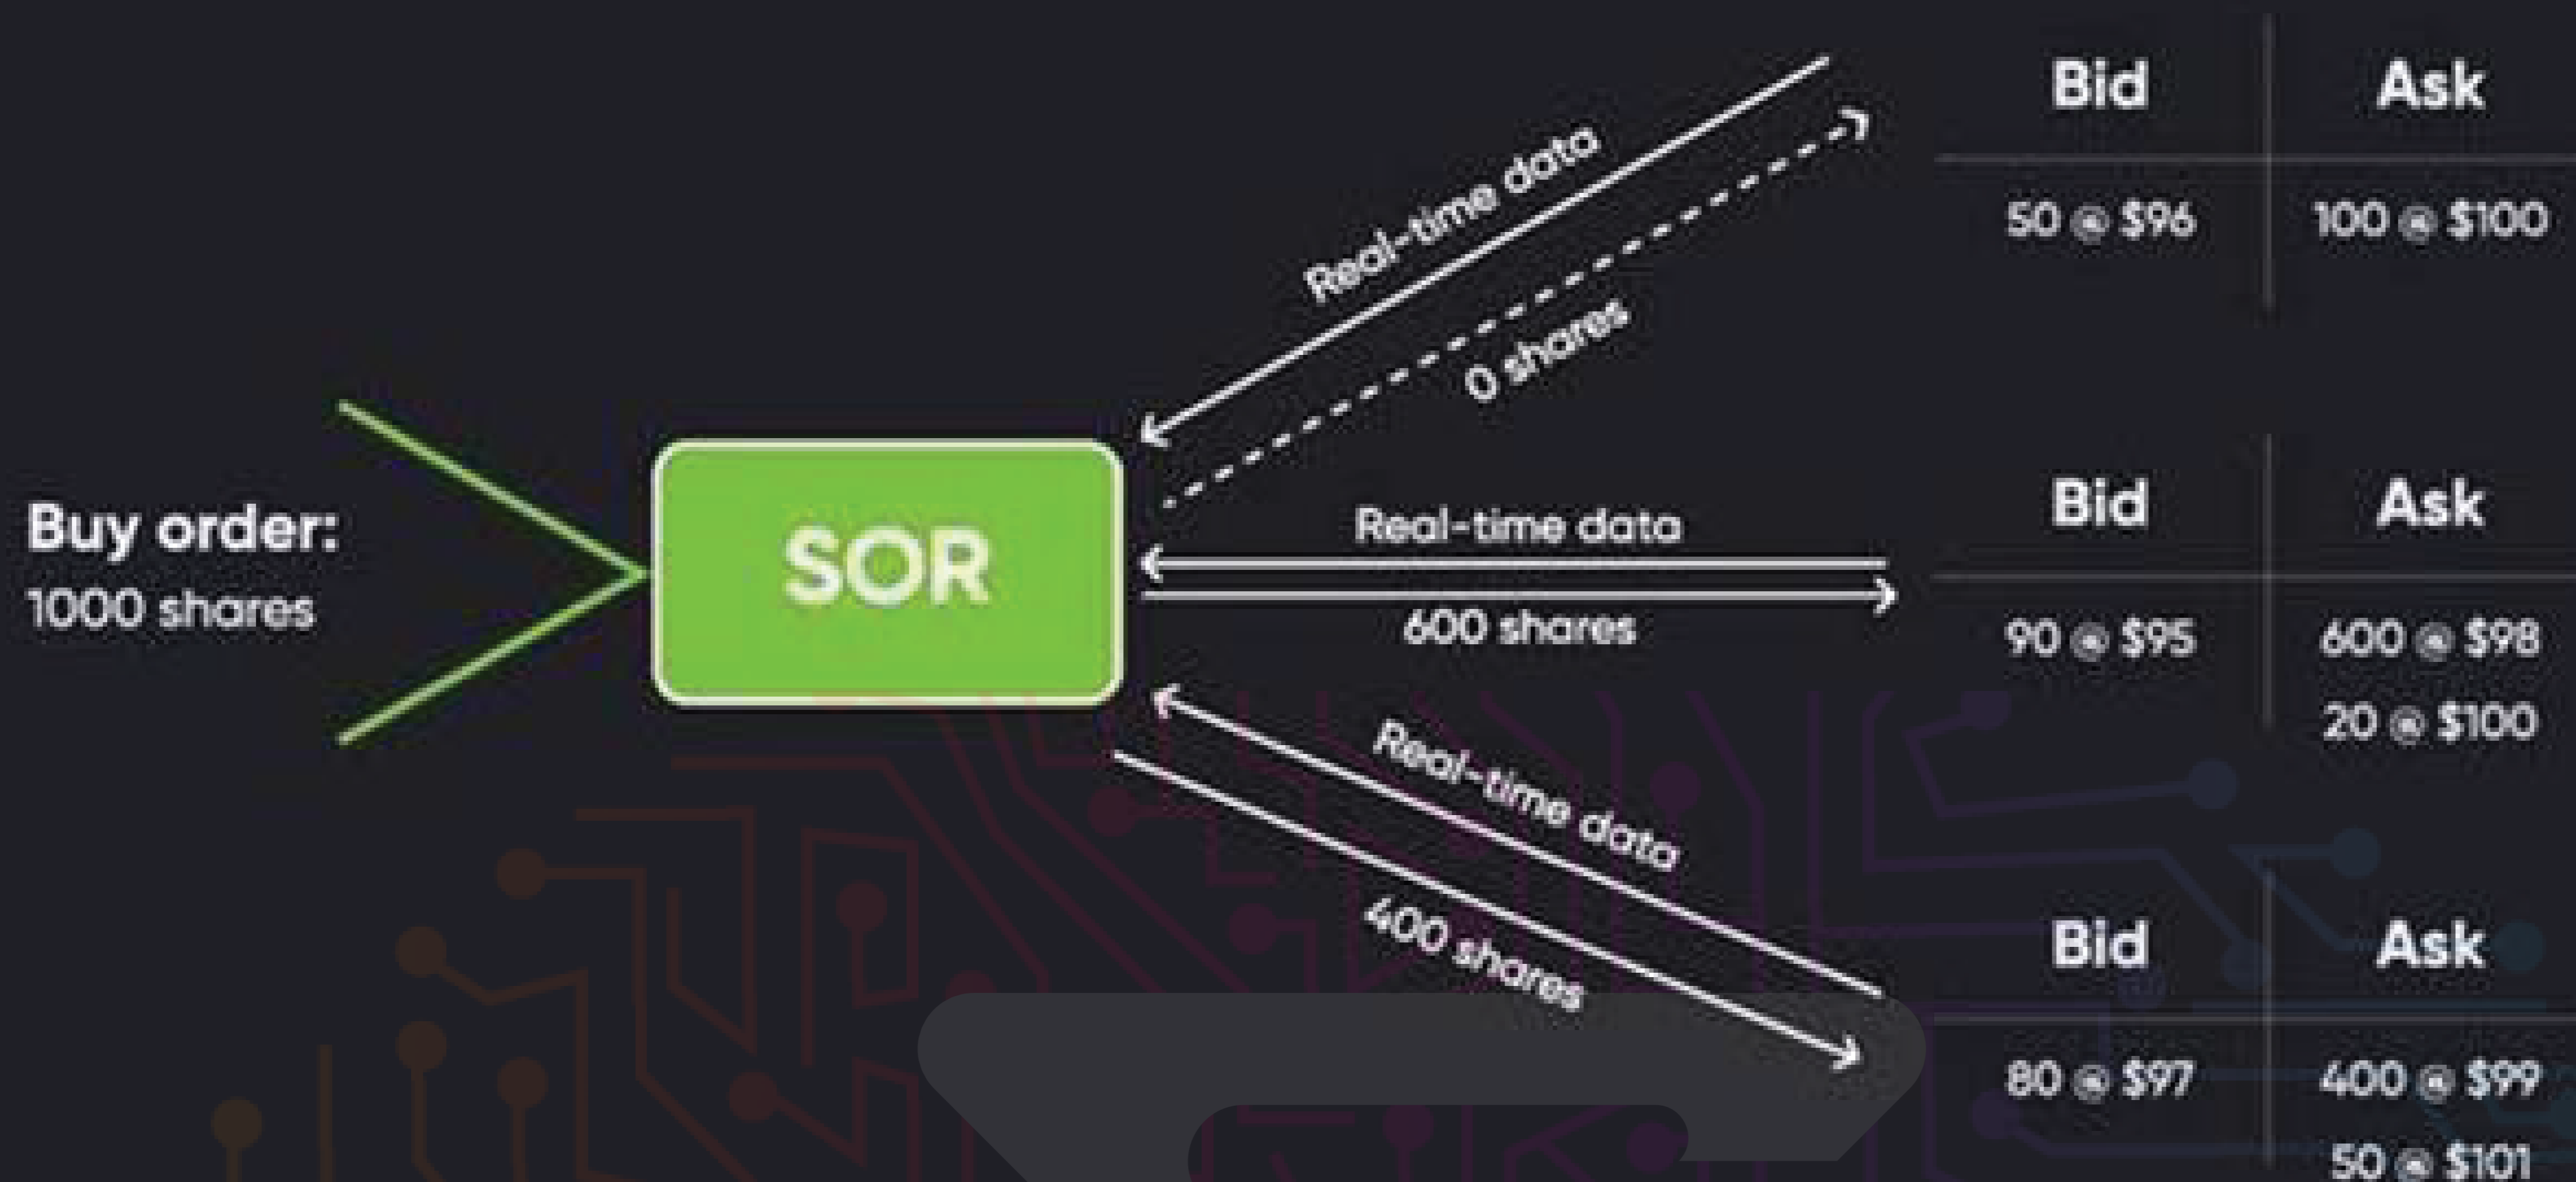 Buy order:
1000 shares
SOR
Real-time data
0 shares
Real-time data
600 shares
Real-time data
400 shares
Bid Ask
50 @ $96 100 @ $100
Bid Ask
90 @ $95 600 @ $98
20 @ $100
Bid Ask
80 @ $97 400 @ $99
50 @ $101